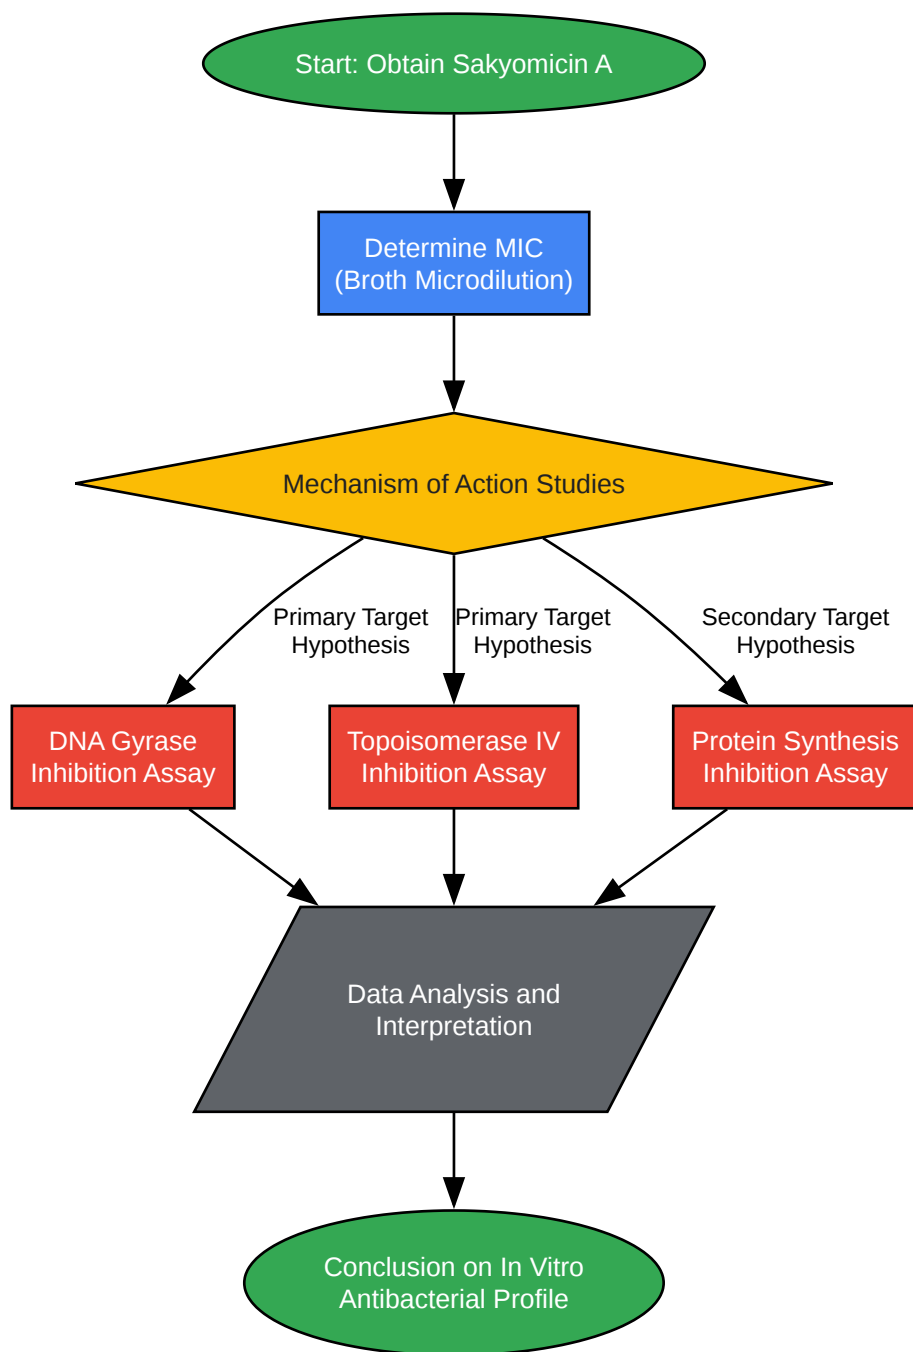 Start: Obtain Sakyomicin A
Determine MIC
(Broth Microdilution)
Mechanism of Action Studies
Primary Target
Hypothesis
Primary Target
Hypothesis
Secondary Target
Hypothesis
DNA Gyrase
Inhibition Assay
Topoisomerase IV
Inhibition Assay
Protein Synthesis
Inhibition Assay
Data Analysis and
Interpretation
Conclusion on In Vitro
Antibacterial Profile